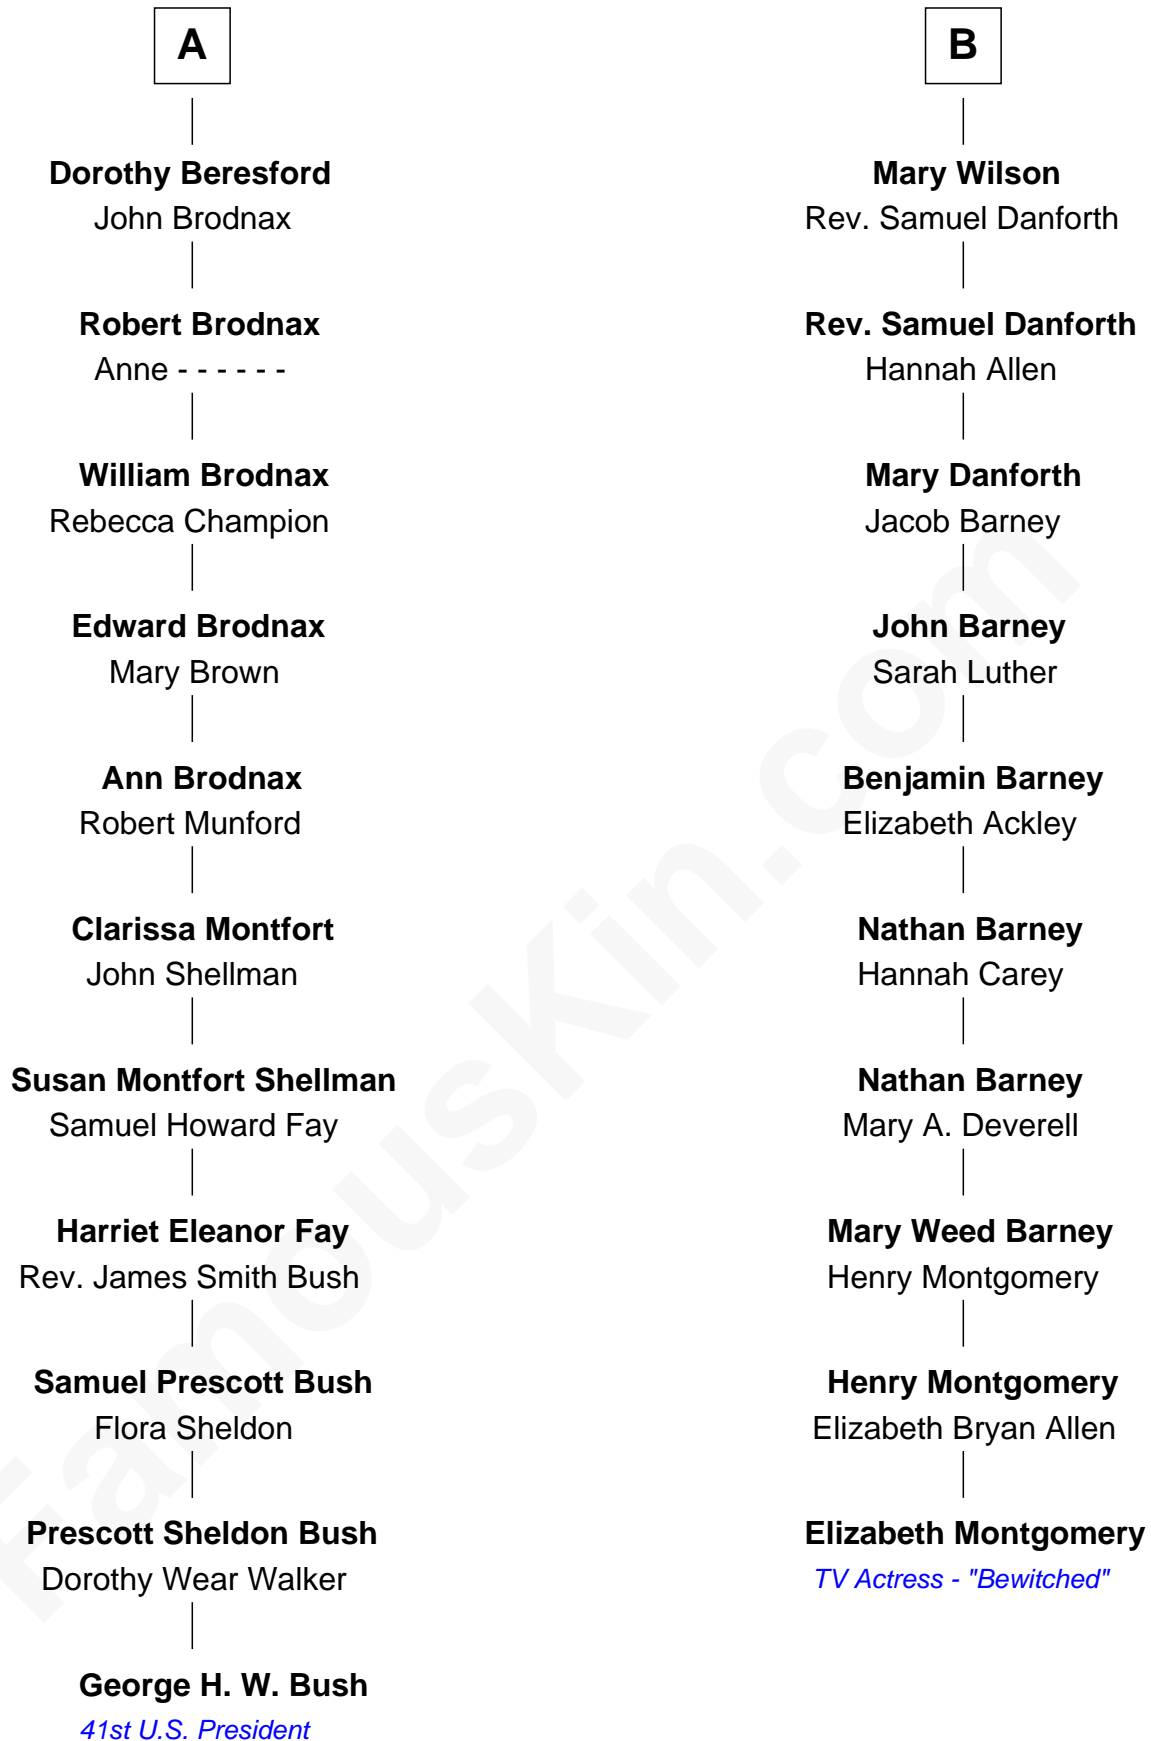 A
Dorothy Beresford
John Brodnax
Robert Brodnax
Anne - - - - - -
William Brodnax
Rebecca Champion
Edward Brodnax
Mary Brown
Ann Brodnax
Robert Munford
Clarissa Montfort
John Shellman
Susan Montfort Shellman
Samuel Howard Fay
Harriet Eleanor Fay
Rev. James Smith Bush
Samuel Prescott Bush
Flora Sheldon
Prescott Sheldon Bush
Dorothy Wear Walker
George H. W. Bush
41st U.S. President
B
Mary Wilson
Rev. Samuel Danforth
Rev. Samuel Danforth
Hannah Allen
Mary Danforth
Jacob Barney
John Barney
Sarah Luther
Benjamin Barney
Elizabeth Ackley
Nathan Barney
Hannah Carey
Nathan Barney
Mary A. Deverell
Mary Weed Barney
Henry Montgomery
Henry Montgomery
Elizabeth Bryan Allen
Elizabeth Montgomery
TV Actress - "Bewitched"
FamousKin.com